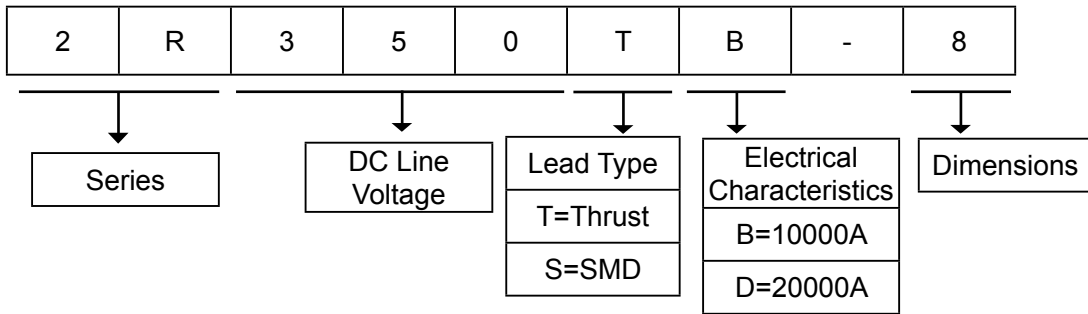 2 R 3 5 0 T B - 8
Series
DC Line
Voltage
Lead Type
T=Thrust
S=SMD
Electrical
Characteristics
B=10000A
D=20000A
Dimensions